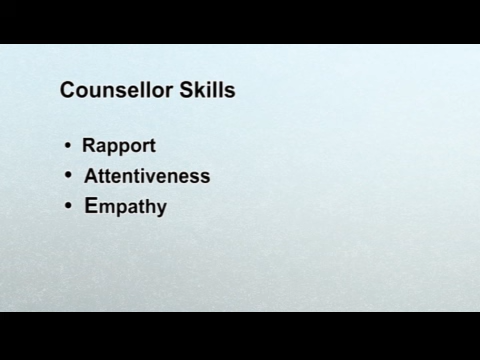 Counsellor Skills
• Rapport
• Attentiveness
• Empathy